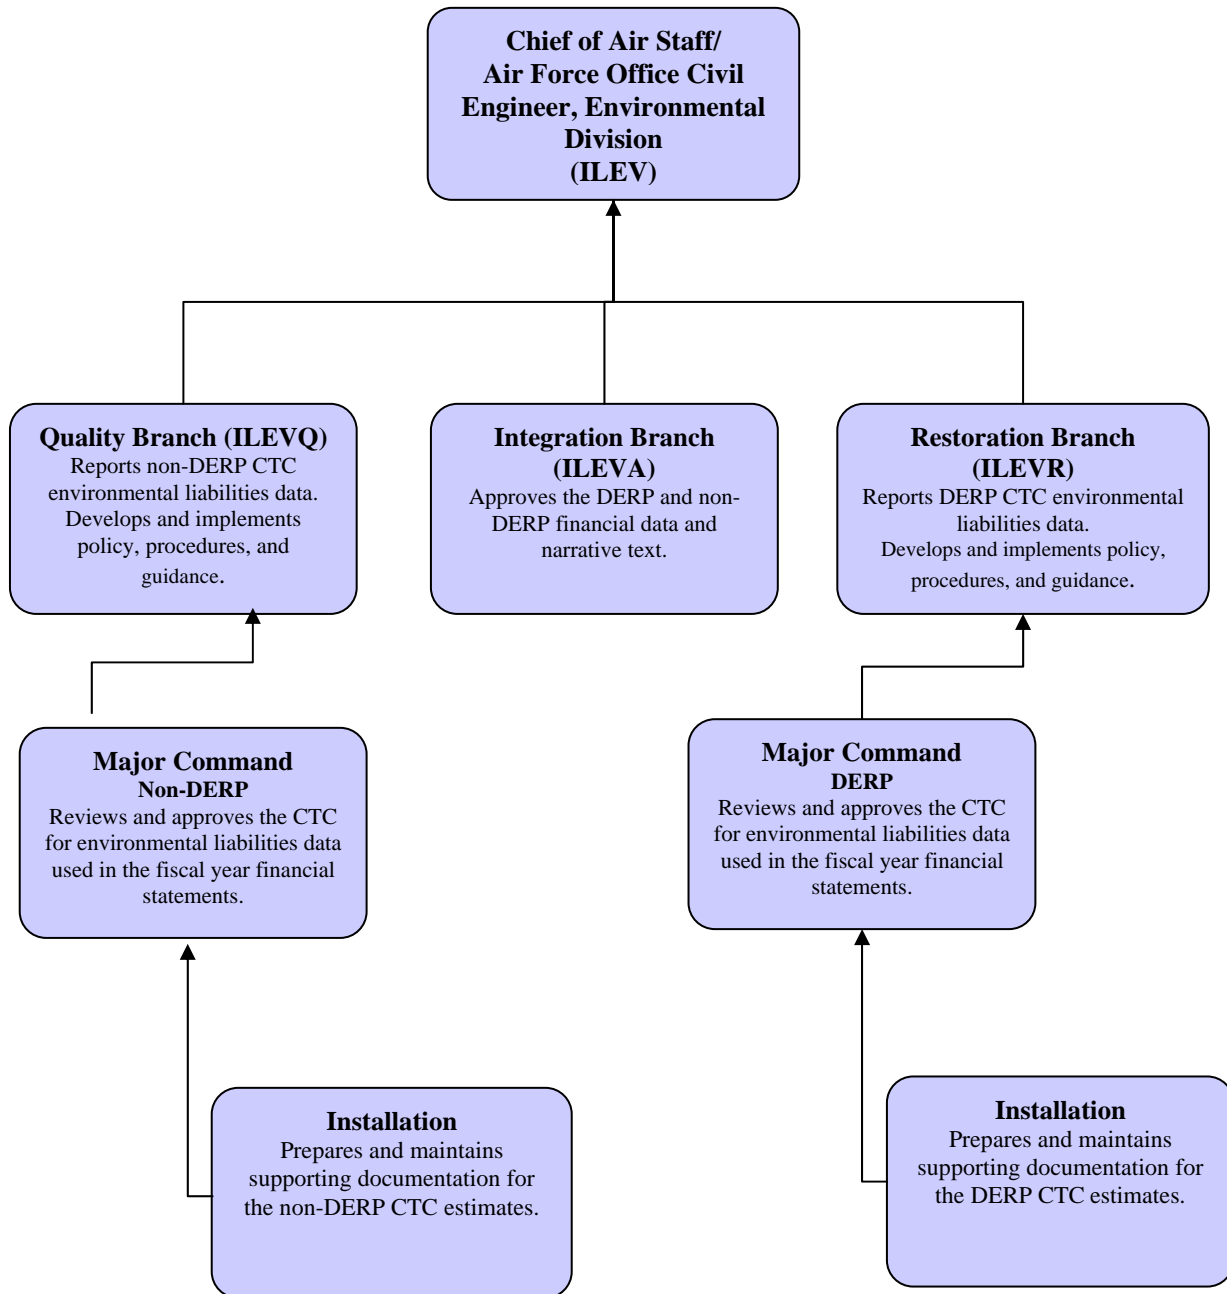 Chief of Air Staff/
Air Force Office Civil
Engineer, Environmental
Division
(ILEV)
Quality Branch (ILEVQ)
Reports non-DERP CTC
environmental liabilities data.
Develops and implements
policy, procedures, and
guidance.
Integration Branch
(ILEVA)
Approves the DERP and non-
DERP financial data and
narrative text.
Restoration Branch
(ILEVR)
Reports DERP CTC environmental
liabilities data.
Develops and implements policy,
procedures, and guidance.
Major Command
Non-DERP
Reviews and approves the CTC
for environmental liabilities data
used in the fiscal year financial
statements.
Major Command
DERP
Reviews and approves the CTC
for environmental liabilities data
used in the fiscal year financial
statements.
Installation
Prepares and maintains
supporting documentation for
the non-DERP CTC estimates.
Installation
Prepares and maintains
supporting documentation for
the DERP CTC estimates.